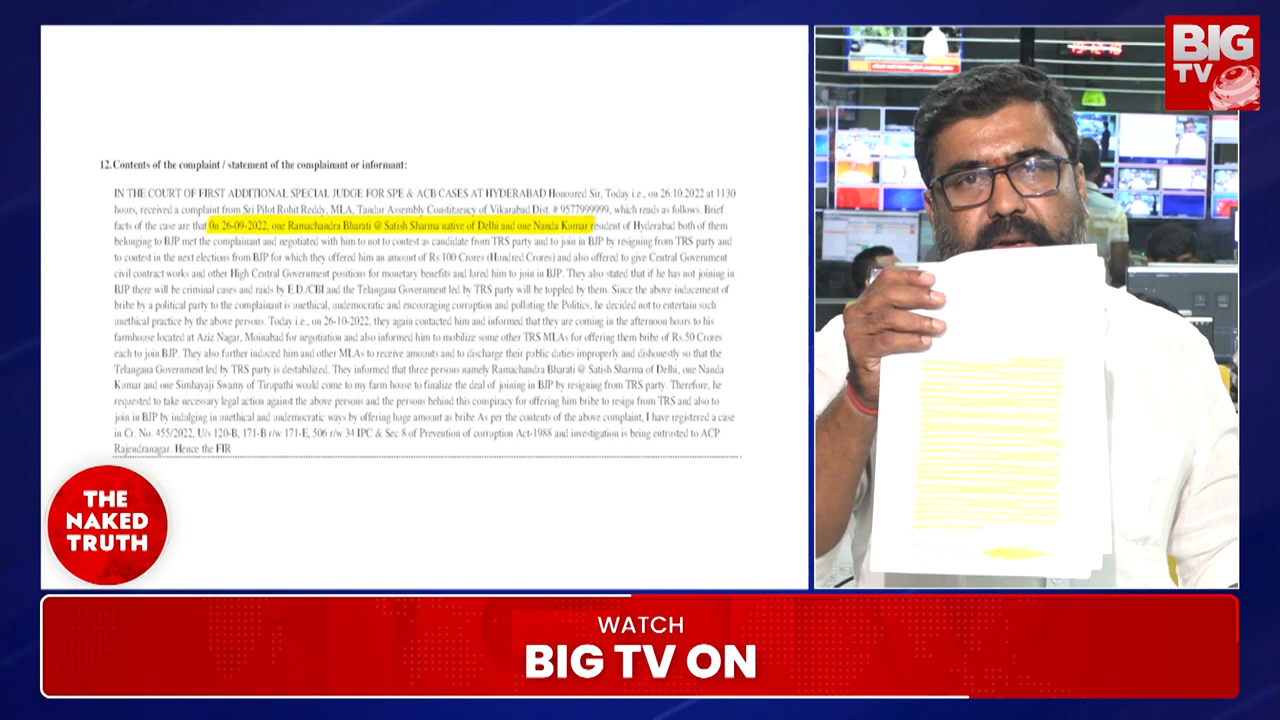 12. Contents of the complaint / statement of the complainant or informant:
IN THE COURT OF FIRST ADDITIONAL SPECIAL JUDGE FOR SPE & ACB CASES AT HYDERABAD Honoured Sir, Today i.e., on 26.10.2022 at 1130
hours, received a complaint from Sri Pilot Rohit Reddy, MLA, Tandur Assembly Constituency of Vikarabad Dist. # 9577999999, which reads as follows. Brief
facts of the case are that On 26-09-2022, one Ramachandra Bharati @ Satish Sharma native of Delhi and one Nanda Kumar resident of Hyderabad both of them
belonging to BJP met the complainant and negotiated with him to not to contest as candidate from TRS party and to join in BJP by resigning from TRS party and
to contest in the next elections from BJP for which they offered him an amount of Rs.100 Crores (Hundred Crores) and also offered to give Central Government
civil contract works and other High Central Government positions for monetary benefits and lured him to join in BJP. They also stated that if he has not joining in
BJP there will be criminal cases and raids by E.D./CBI and the Telangana Government led by TRS party will be toppled by them. Since the above inducement of
bribe by a political party to the complainant is unethical, undemocratic and encouraging corruption and polluting the Politics, he decided not to entertain such
unethical practice by the above persons. Today i.e., on 26-10-2022, they again contacted him and informed that they are coming in the afternoon hours to his
farmhouse located at Aziz Nagar, Moinabad for negotiation and also informed him to mobilize some other TRS MLAs for offering them bribe of Rs.50 Crores
each to join BJP. They also further induced him and other MLAs to receive amounts and to discharge their public duties improperly and dishonestly so that the
Telangana Government led by TRS party is destabilized. They informed that three persons namely Ramachandra Bharati @ Satish Sharma of Delhi, one Nanda
Kumar and one Simhayaji Swamy of Tirupathi would come to my farm house to finalize the deal of joining in BJP by resigning from TRS party. Therefore, he
requested to take necessary legal action against the above persons and the persons behind this conspiracy for offering him bribe to resign from TRS and also to
join in BJP by indulging in unethical and undemocratic ways by offering huge amount as bribe As per the contents of the above complaint, I have registered a case
in Cr. No. 455/2022, U/s 120-B, 171-B r/w 171-E, 506 r/w 34 IPC & Sec 8 of Prevention of corruption Act-1988 and investigation is being entrusted to ACP
Rajendranagar. Hence the FIR
THE
NAKED
TRUTH
BIG
TV
WATCH
BIG TV ON